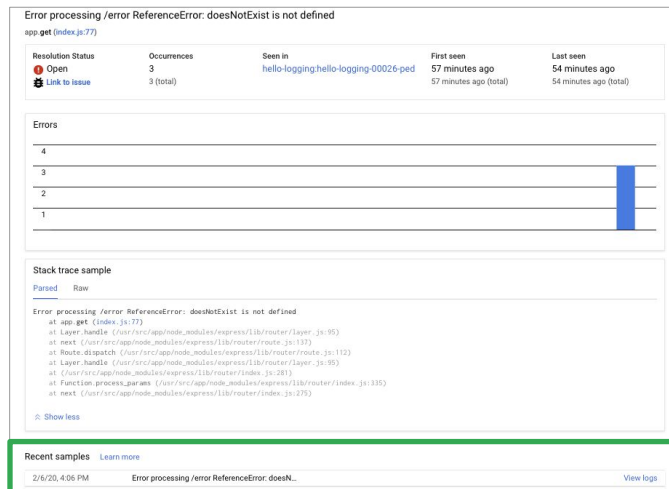 Error processing /error ReferenceError: doesNotExist is not defined
app.get (index.js:77)
Resolution Status Occurrences Seen in First seen Last seen
Open 3 hello-logging:hello-logging-00026-ped 57 minutes ago 54 minutes ago
Link to issue 3 (total) 57 minutes ago (total) 54 minutes ago (total)
Errors
4
3
2
1
Stack trace sample
Parsed Raw
Error processing /error ReferenceError: doesNotExist is not defined
at app.get (index.js:77)
at Layer.handle (/usr/src/app/node_modules/express/lib/router/layer.js:95)
at next (/usr/src/app/node_modules/express/lib/router/route.js:137)
at Route.dispatch (/usr/src/app/node_modules/express/lib/router/route.js:112)
at Layer.handle (/usr/src/app/node_modules/express/lib/router/layer.js:95)
at (/usr/src/app/node_modules/express/lib/router/index.js:281)
at Function.process_params (/usr/src/app/node_modules/express/lib/router/index.js:335)
at next (/usr/src/app/node_modules/express/lib/router/index.js:275)
Show less
Recent samples Learn more
2/6/20, 4:06 PM Error processing /error ReferenceError: doesN... View logs